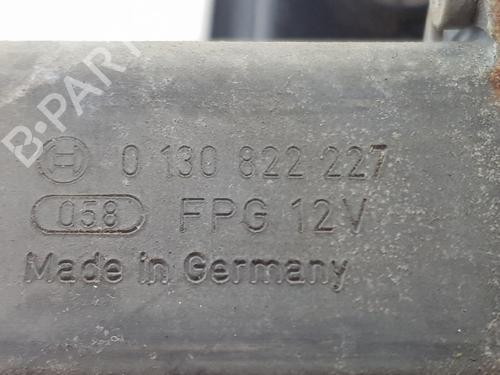 B-PARTS
0 130 822 227
058 FPG 12V
Made in Germany